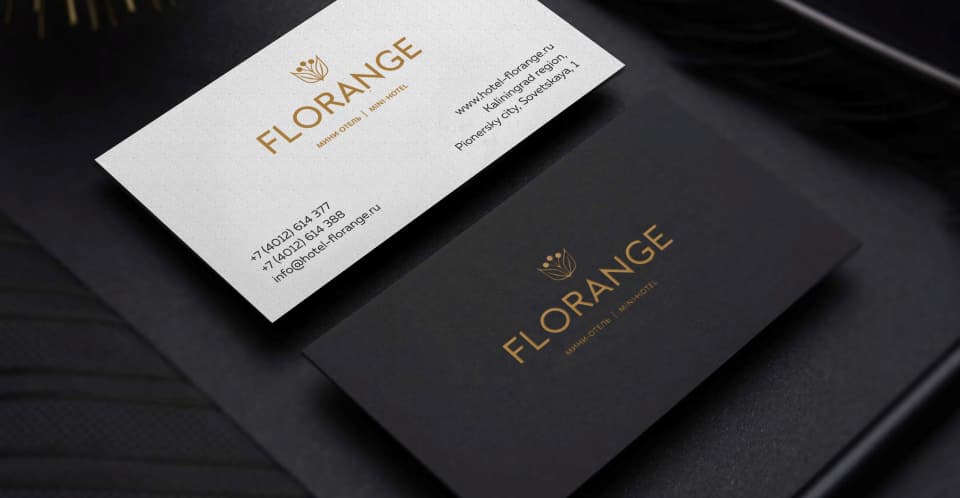 FLORANGE
МИНИ-ОТЕЛЬ | MINI-HOTEL
www.hotel-florange.ru
Kaliningrad region,
Pionersky city, Sovetskaya, 1
+7 (4012) 614 377
+7 (4012) 614 388
info@hotel-florange.ru
FLORANGE
МИНИ-ОТЕЛЬ | MINI-HOTEL